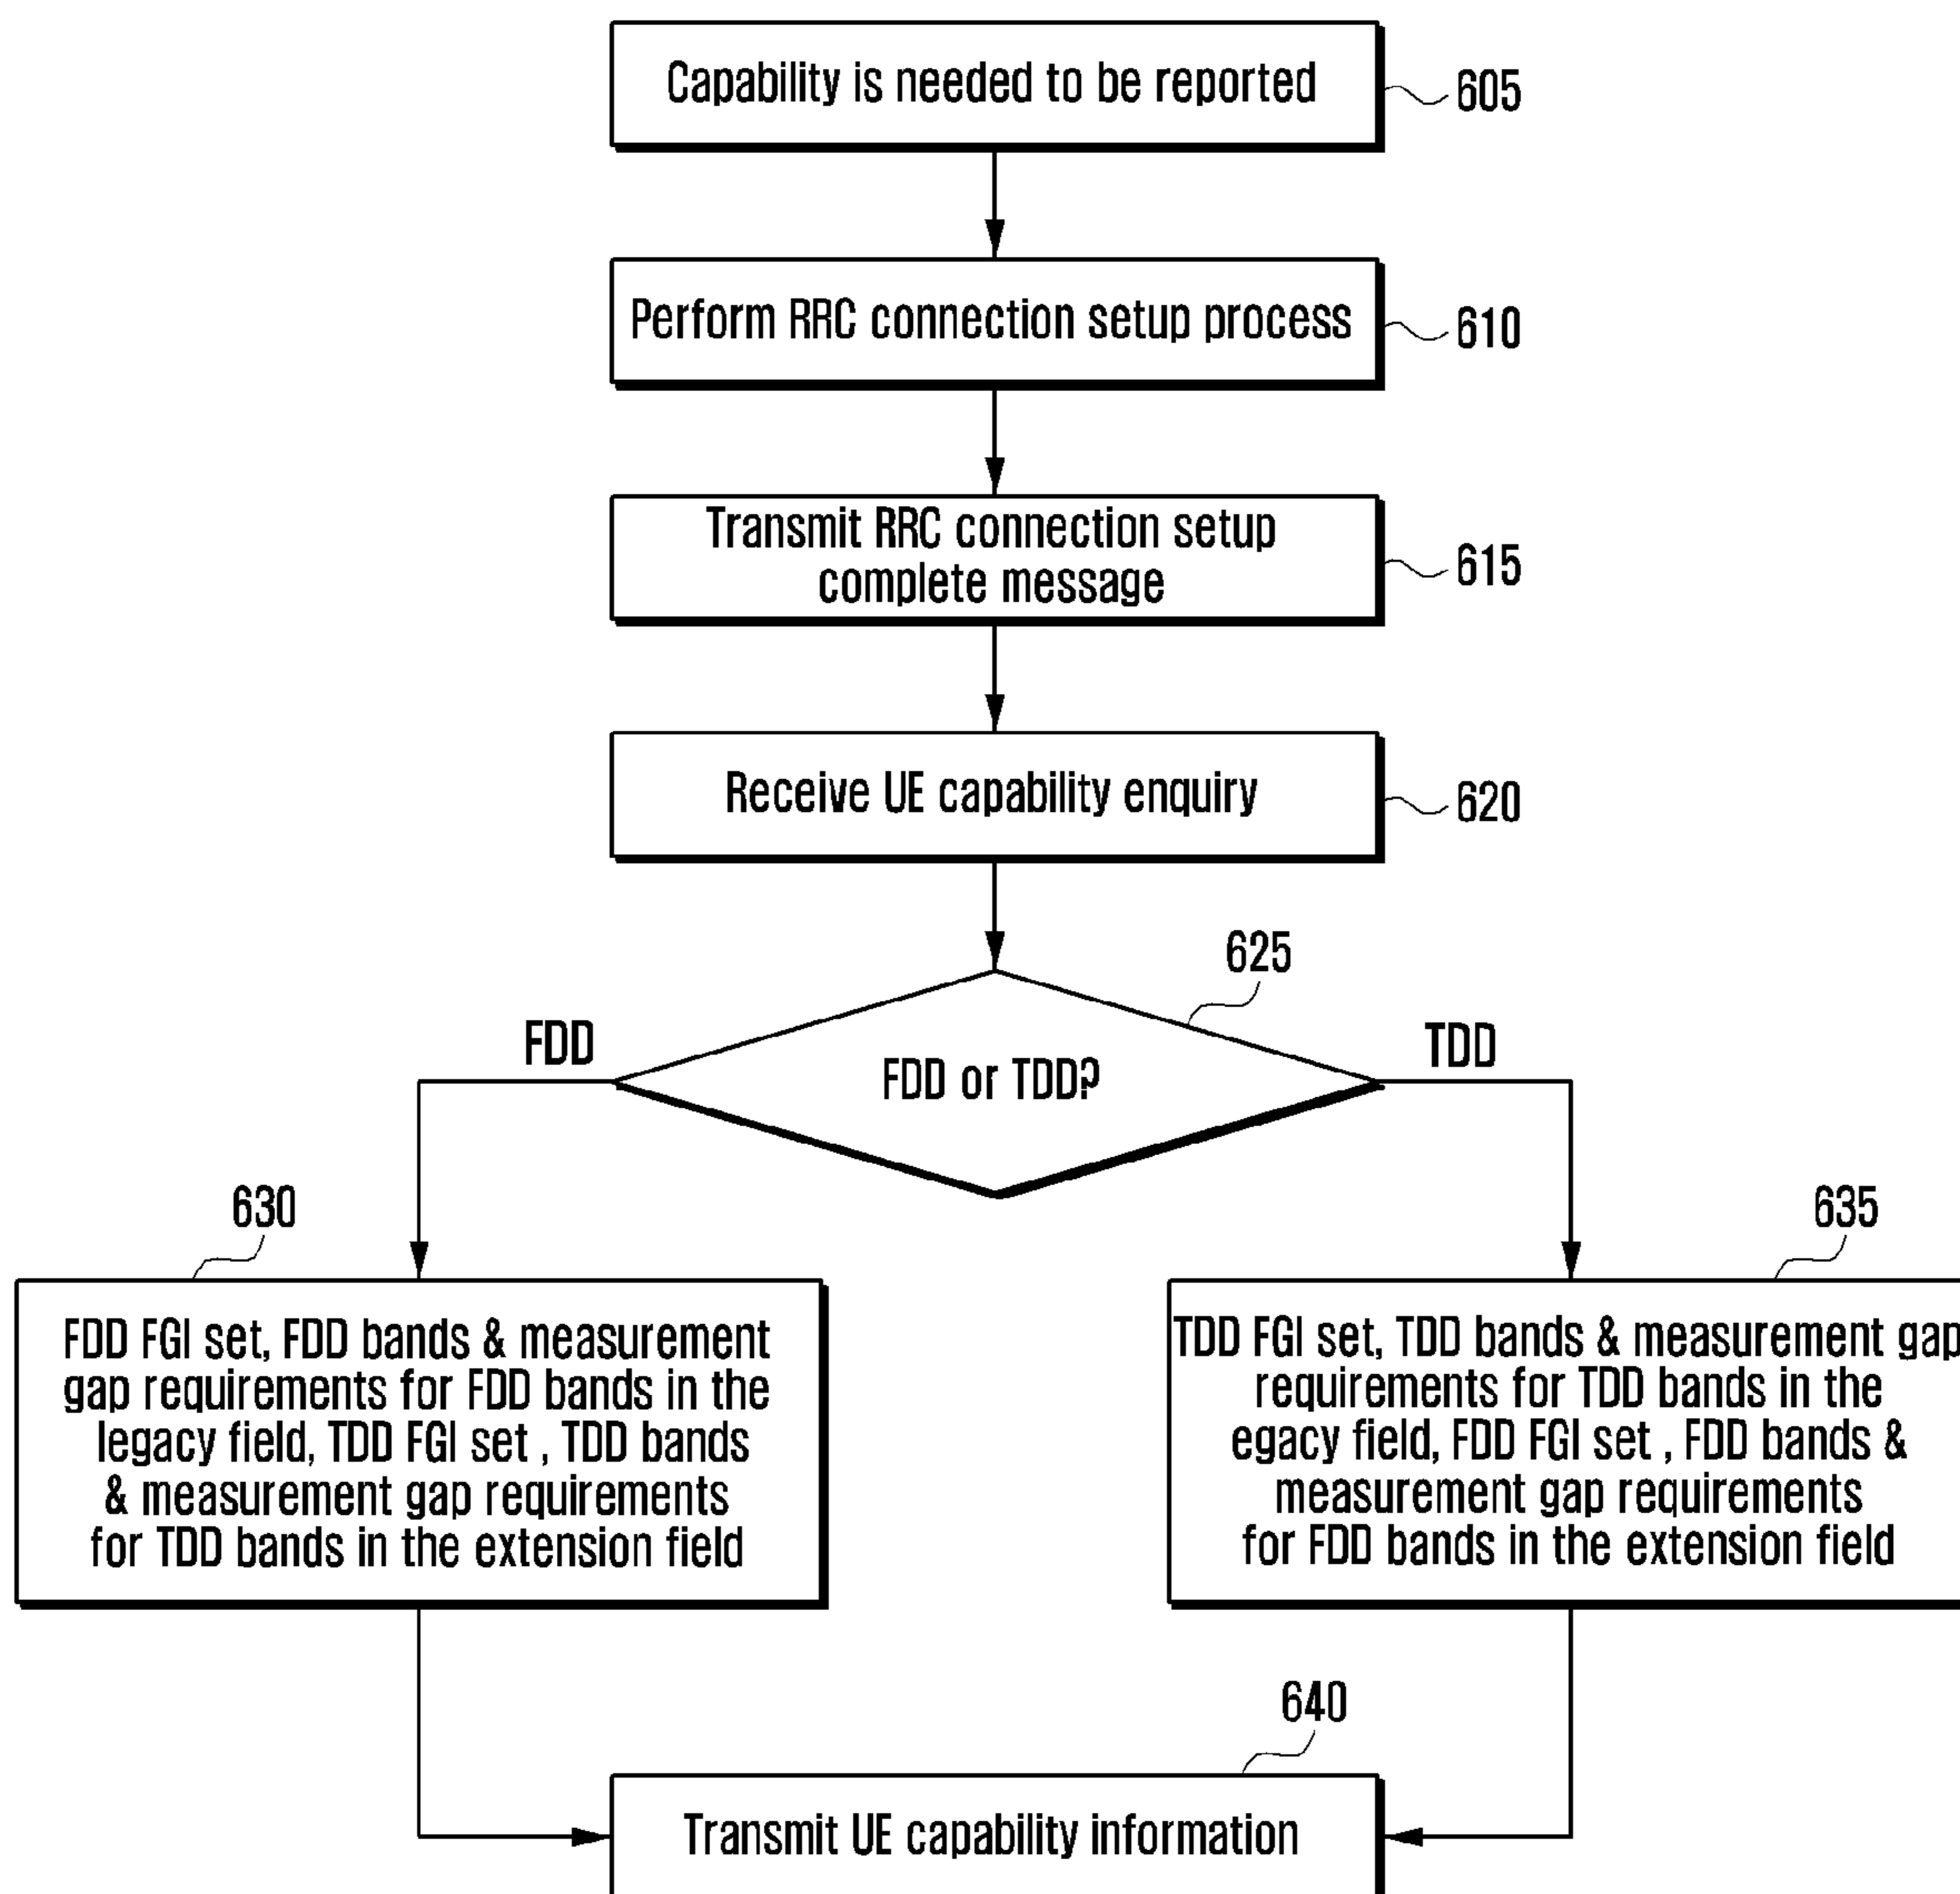 Capability is needed to be reported
605
Perform RRC connection setup process
610
Transmit RRC connection setup
complete message
615
Receive UE capability enquiry
620
625
FDD
FDD or TDD?
TDD
630
FDD FGI set, FDD bands & measurement
gap requirements for FDD bands in the
legacy field, TDD FGI set , TDD bands
& measurement gap requirements
for TDD bands in the extension field
635
TDD FGI set, TDD bands & measurement gap
requirements for TDD bands in the
egacy field, FDD FGI set , FDD bands &
measurement gap requirements
for FDD bands in the extension field
640
Transmit UE capability information